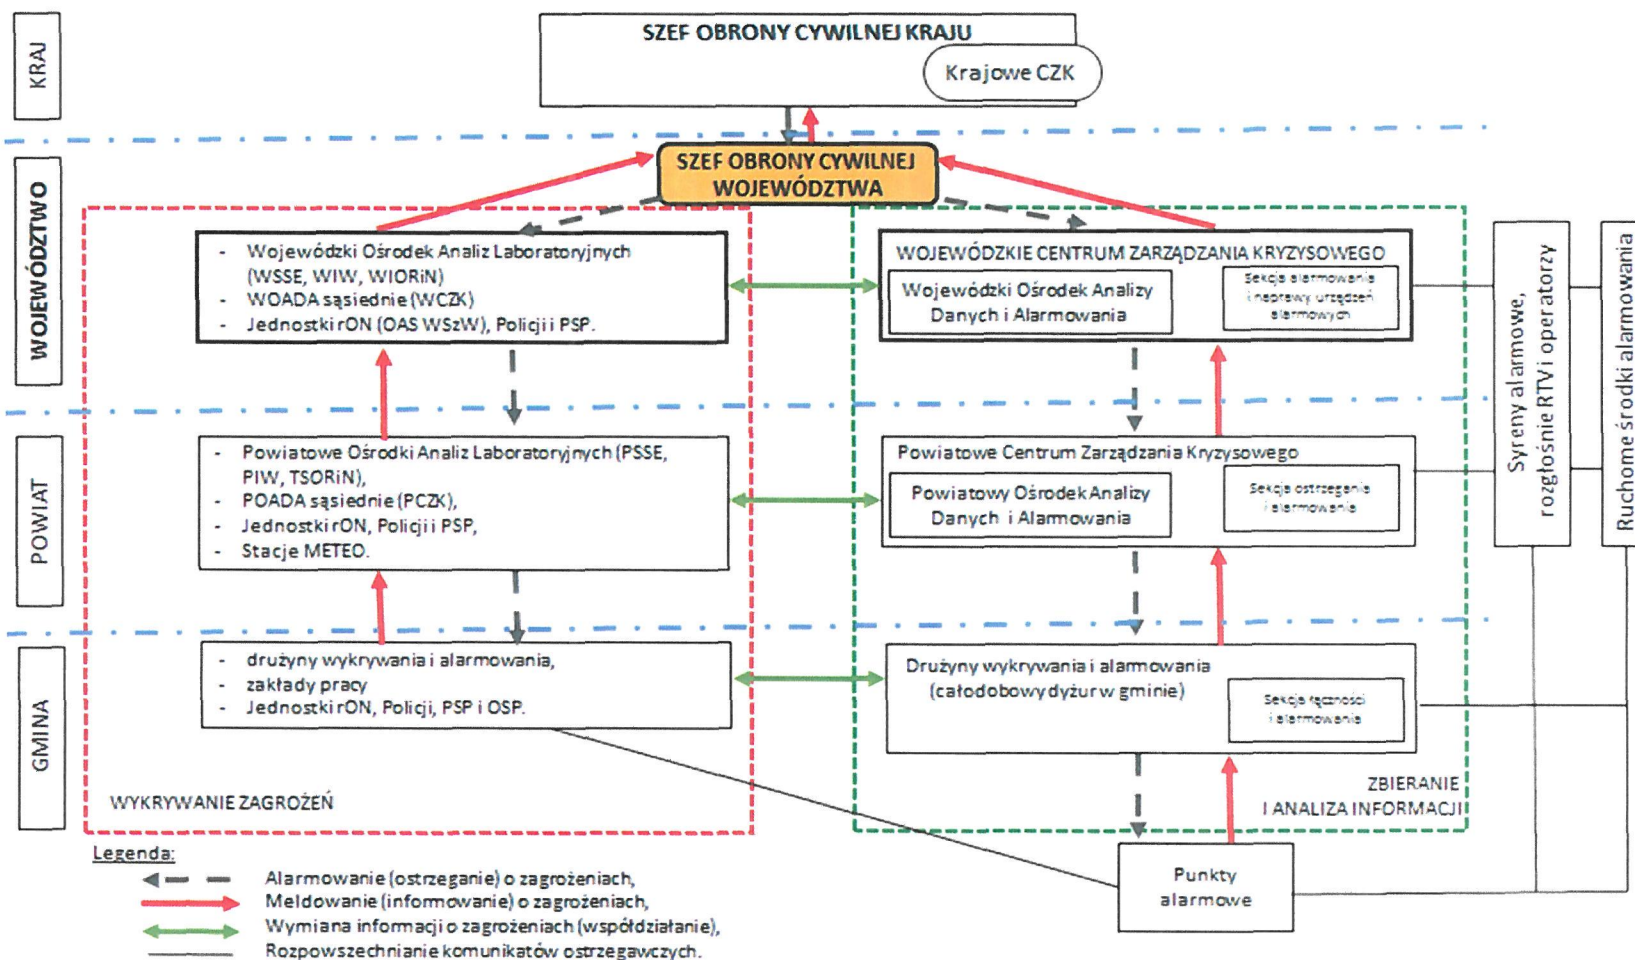 KRAJ
SZEF OBRONY CYWILNEJ KRAJU
Krajowe CZK
WOJEWÓDZTWO
SZEF OBRONY CYWILNEJ
WOJEWÓDZTWA
- Wojewódzki Ośrodek Analiz Laboratoryjnych
(WSSE, WIW, WIORiN)
- WOADA sąsiednie (WCZK)
- Jednostki rON (OAS WSzW), Policji i PSP.
WOJEWÓDZKIE CENTRUM ZARZĄDZANIA KRYZYSOWEGO
Wojewódzki Ośrodek Analizy
Danych i Alarmowania
Sekcja alarmowania
i naprawy urządzeń
alarmowych
Syreny alarmowe,
rozgłośnie RTV i operatorzy
Ruchome środki alarmowania
POWIAT
- Powiatowe Ośrodki Analiz Laboratoryjnych (PSSE,
PIW, TSORiN),
- POADA sąsiednie (PCZK),
- Jednostki rON, Policji i PSP,
- Stacje METEO.
Powiatowe Centrum Zarządzania Kryzysowego
Powiatowy Ośrodek Analizy
Danych i Alarmowania
Sekcja ostrzegania
i alarmowania
GMINA
- drużyny wykrywania i alarmowania,
- zakłady pracy
- Jednostki rON, Policji, PSP i OSP.
Drużyny wykrywania i alarmowania
(całodobowy dyżur w gminie)
Sekcja łączności
i alarmowania
WYKRYWANIE ZAGROŻEŃ
ZBIERANIE
I ANALIZA INFORMACJI
Punkty
alarmowe
Legenda:
Alarmowanie (ostrzeganie) o zagrożeniach,
Meldowanie (informowanie) o zagrożeniach,
Wymiana informacji o zagrożeniach (współdziałanie),
Rozpowszechnianie komunikatów ostrzegawczych.